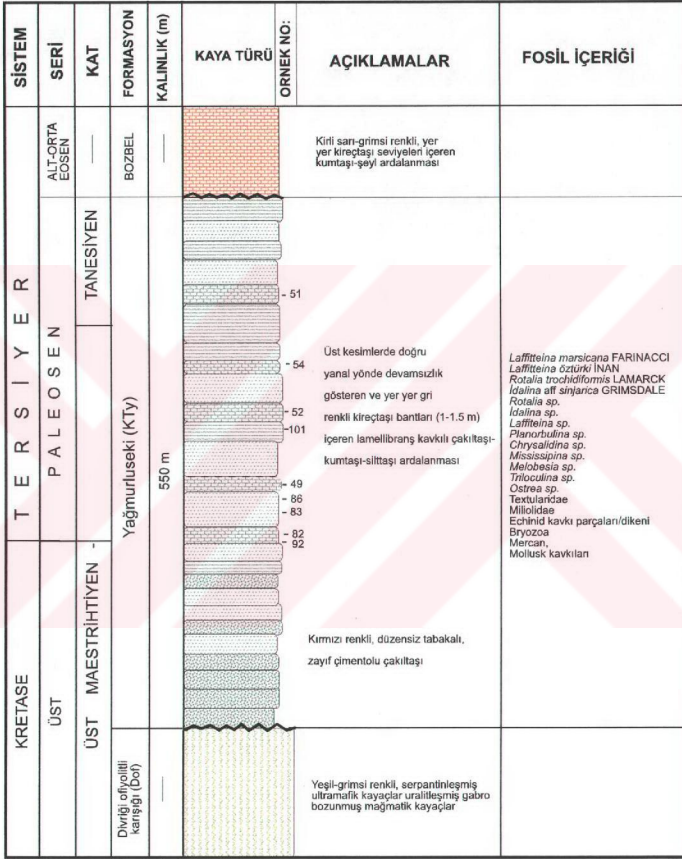 SİSTEM
SERİ
KAT
FORMASYON
KALINLIK (m)
KAYA TÜRÜ
ORNEK NO:
AÇIKLAMALAR
FOSİL İÇERİĞİ
ALT-ORTA
EOSEN
BOZBEL
Kirli sarı-grimsi renkli, yer
yer kireçtaşı seviyeleri içeren
kumtaşı-şeyl ardalanması
TERSİYER
PALEOSEN
TANESİYEN
Yağmurluseki (KTy)
550 m
- 51
- 54
- 52
-101
- 49
- 86
- 83
- 82
- 92
Üst kesimlerde doğru
yanal yönde devamsızlık
gösteren ve yer yer gri
renkli kireçtaşı bantları (1-1.5 m)
içeren lamellibranş kavkılı çakıltaşı-
kumtaşı-silttaşı ardalanması
Laffitteina marsicana FARINACCI
Laffitteina öztürki İNAN
Rotalia trochidiformis LAMARCK
İdalina aff sinjarica GRIMSDALE
Rotalia sp.
İdalina sp.
Laffiteina sp.
Planorbulina sp.
Chrysalidina sp.
Mississipina sp.
Melobesia sp.
Triloculina sp.
Ostrea sp.
Textularidae
Miliolidae
Echinid kavkı parçaları/dikeni
Bryozoa
Mercan,
Mollusk kavkıları
KRETASE
ÜST
ÜST MAESTRİHTİYEN -
Kırmızı renkli, düzensiz tabakalı,
zayıf çimentolu çakıltaşı
Divriği ofiyolitli
karışığı (Dof)
Yeşil-grimsi renkli, serpantinleşmiş
ultramafik kayaçlar uralitleşmiş gabro
bozunmuş mağmatik kayaçlar